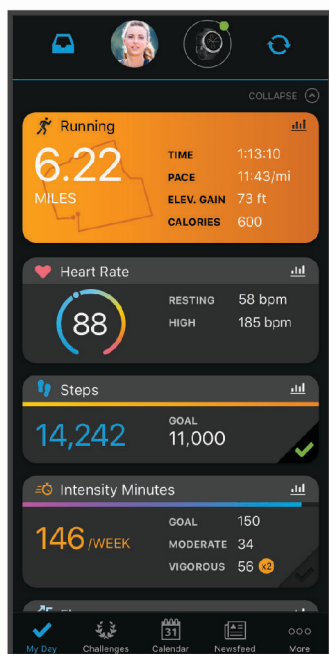 COLLAPSE
Running
6.22
MILES
TIME 1:13:10
PACE 11:43/mi
ELEV. GAIN 73 ft
CALORIES 600
Heart Rate
88
RESTING 58 bpm
HIGH 185 bpm
Steps
14,242
GOAL
11,000
Intensity Minutes
146 /WEEK
GOAL 150
MODERATE 34
VIGOROUS 56 x2
31
My Day Challenges Calendar Newsfeed More